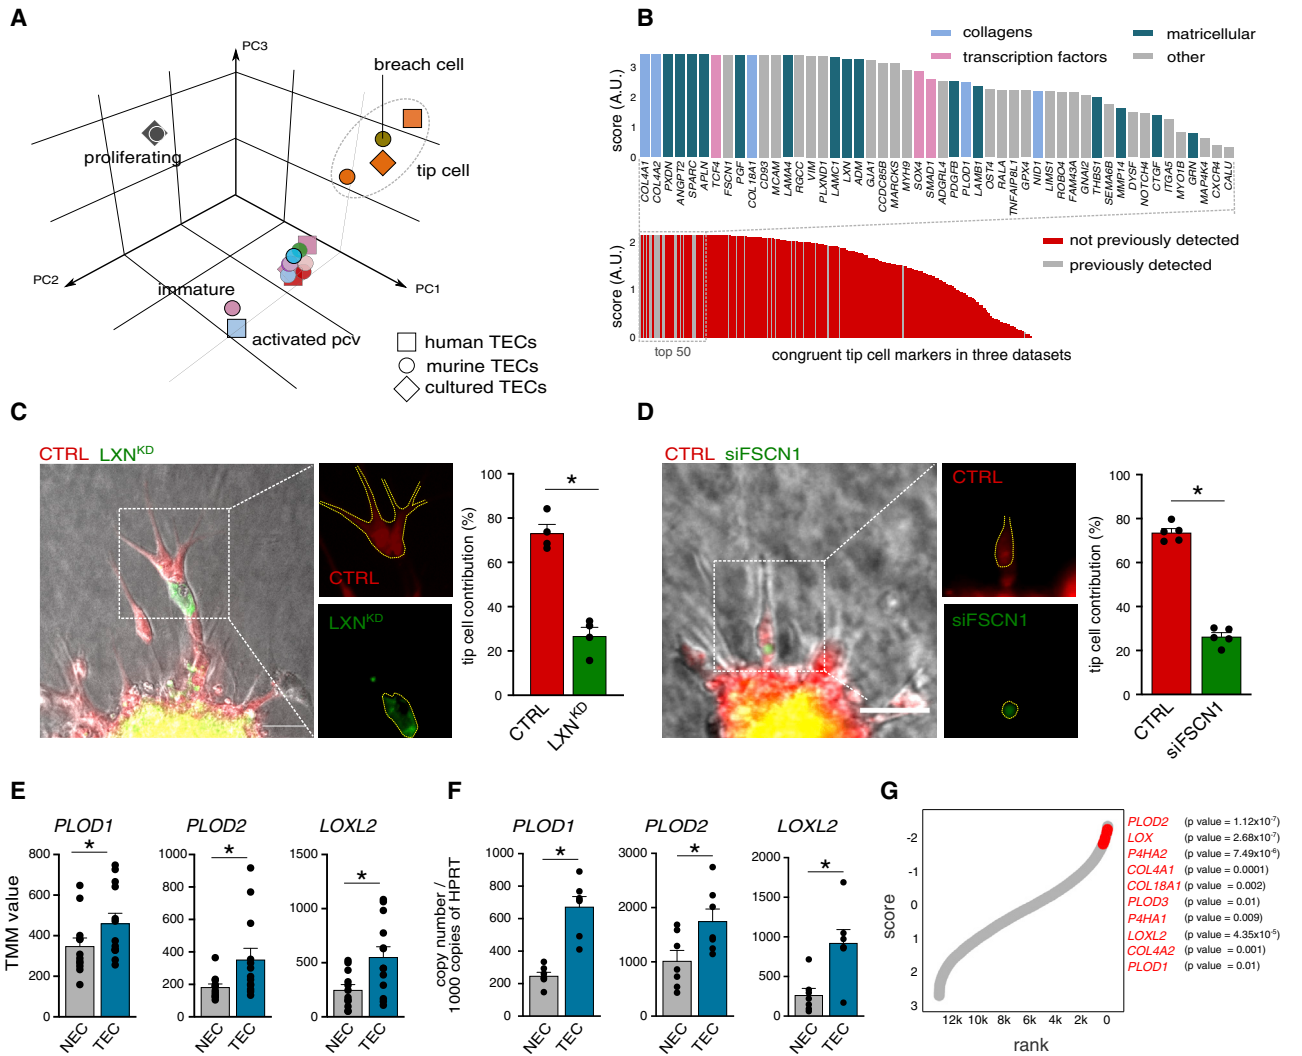 A
PC3
breach cell
proliferating
tip cell
PC2
PC1
immature
activated pcv
human TECs
murine TECs
cultured TECs
B
collagens
matricellular
transcription factors
other
score (A.U.)
3
2
1
0
COL4A1
COL4A2
PXDN
ANGPT2
SPARC
APLN
TCF4
FSCN1
PGF
COL18A1
CD93
MCAM
LAMA4
RGCC
VIM
PLXND1
LAMC1
LXN
ADM
GJA1
CCDC85B
MARCKS
MYH9
SOX4
SMAD1
ADGRL4
PDGFB
PLOD1
LAMB1
OST4
RALA
TNFAIP8L1
GPX4
NID1
LIMS1
ROBO4
FAM43A
GNAI2
THBS1
SEMA6B
MMP14
DYSF
NOTCH4
CTGF
ITGA5
MYO1B
GRN
MAP4K4
CXCR4
CALU
score (A.U.)
2
1
0
not previously detected
previously detected
top 50
congruent tip cell markers in three datasets
C
CTRL LXNKD
CTRL
LXNKD
tip cell contribution (%)
100
80
60
40
20
0
*
CTRL
LXNKD
D
CTRL siFSCN1
CTRL
siFSCN1
tip cell contribution (%)
100
80
60
40
20
0
*
CTRL
siFSCN1
E
PLOD1
PLOD2
LOXL2
TMM value
800
600
400
200
0
*
NEC
TEC
1000
800
600
400
200
0
*
NEC
TEC
1500
1000
500
0
*
NEC
TEC
F
PLOD1
PLOD2
LOXL2
copy number /
1000 copies of HPRT
1000
800
600
400
200
0
*
NEC
TEC
3000
2000
1000
0
*
NEC
TEC
2000
1500
1000
500
0
*
NEC
TEC
G
score
-2
-1
0
1
2
3
12k 10k 8k 6k 4k 2k 0
rank
PLOD2 (p value = 1.12x10-7)
LOX (p value = 2.68x10-7)
P4HA2 (p value = 7.49x10-6)
COL4A1 (p value = 0.0001)
COL18A1 (p value = 0.002)
PLOD3 (p value = 0.01)
P4HA1 (p value = 0.009)
LOXL2 (p value = 4.35x10-5)
COL4A2 (p value = 0.001)
PLOD1 (p value = 0.01)